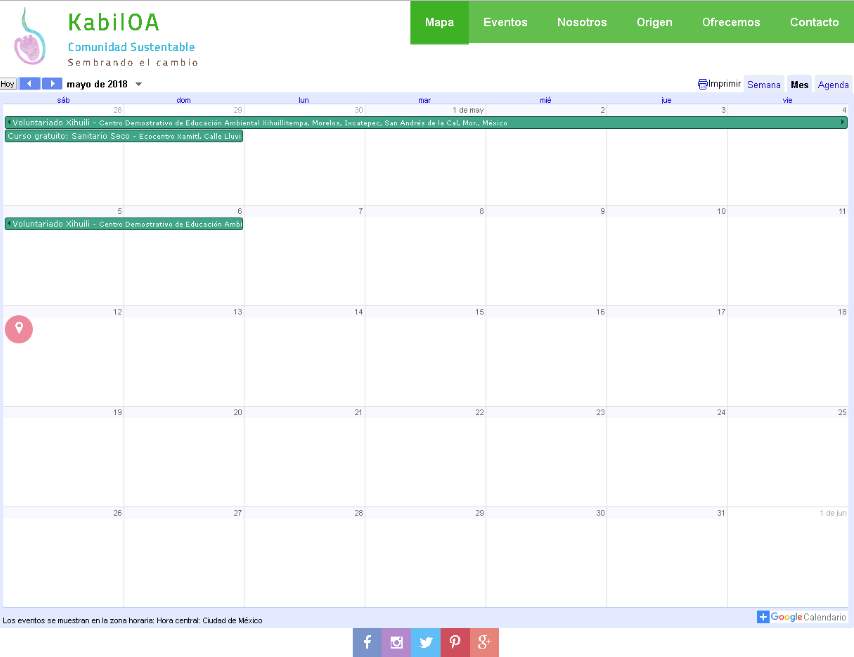 KabilOA
Comunidad Sustentable
Sembrando el cambio
Mapa Eventos Nosotros Origen Ofrecemos Contacto
Hoy mayo de 2018 Imprimir Semana Mes Agenda
sáb dom lun mar mié jue vie
28 29 30 1 de may 2 3 4
Voluntariado Xihuili - Centro Demostrativo de Educación Ambiental Xihuillitempa, Morelos, Ixcatepec, San Andrés de la Cal, Mor., México
Curso gratuito: Sanitario Seco - Ecocentro Xamitl, Calle Lluvi
5 6 7 8 9 10 11
Voluntariado Xihuili - Centro Demostrativo de Educación Ambi
12 13 14 15 16 17 18
19 20 21 22 23 24 25
26 27 28 29 30 31 1 de jun
Los eventos se muestran en la zona horaria: Hora central: Ciudad de México
Google Calendario